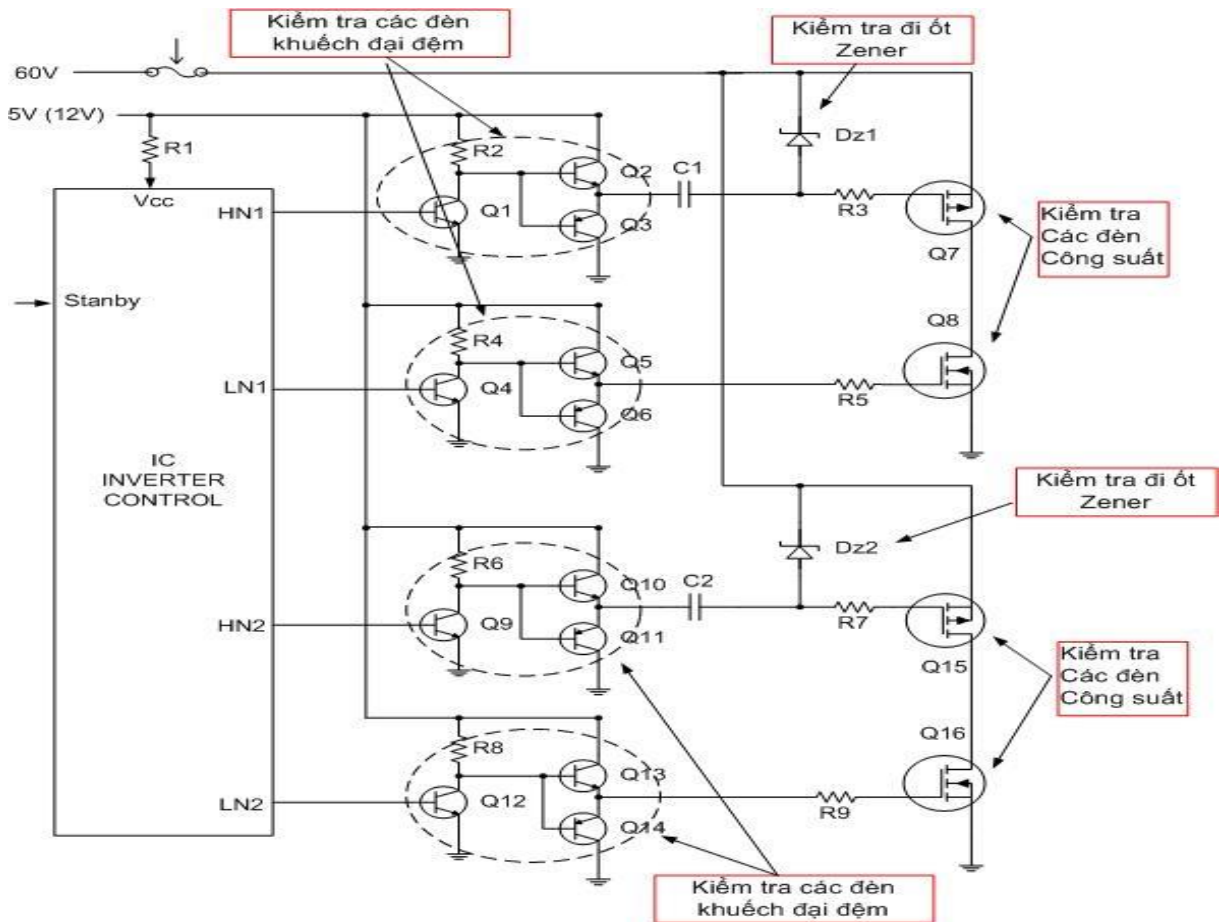 Kiểm tra các đèn
khuếch đại đệm
Kiểm tra đi ốt
Zener
60V
5V (12V)
R1
R2
Q2
C1
Dz1
Vcc
HN1
Q1
Q3
R3
Q7
Kiểm tra
Các đèn
Công suất
Stanby
R4
Q5
Q8
LN1
Q4
Q6
R5
IC
INVERTER
CONTROL
Kiểm tra đi ốt
Zener
R6
Q10
C2
Dz2
HN2
Q9
Q11
R7
Q15
Kiểm tra
Các đèn
Công suất
R8
Q13
Q16
LN2
Q12
Q14
R9
Kiểm tra các đèn
khuếch đại đệm